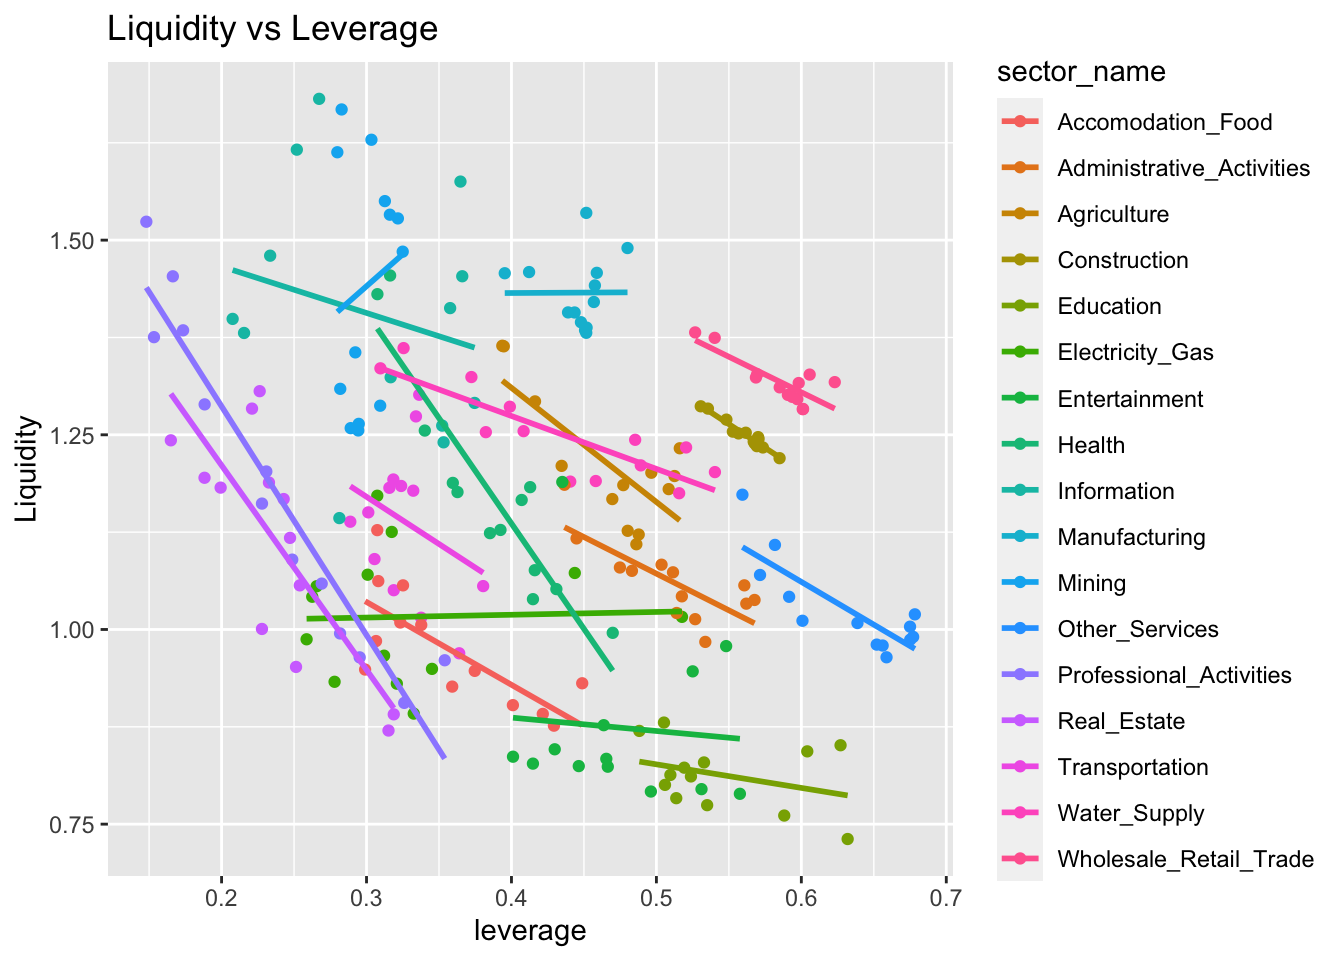 Liquidity vs Leverage
sector_name
Accomodation_Food
Administrative_Activities
Agriculture
Construction
Education
Electricity_Gas
Entertainment
Health
Information
Manufacturing
Mining
Other_Services
Professional_Activities
Real_Estate
Transportation
Water_Supply
Wholesale_Retail_Trade
Liquidity
1.50
1.25
1.00
0.75
0.2 0.3 0.4 0.5 0.6 0.7
leverage